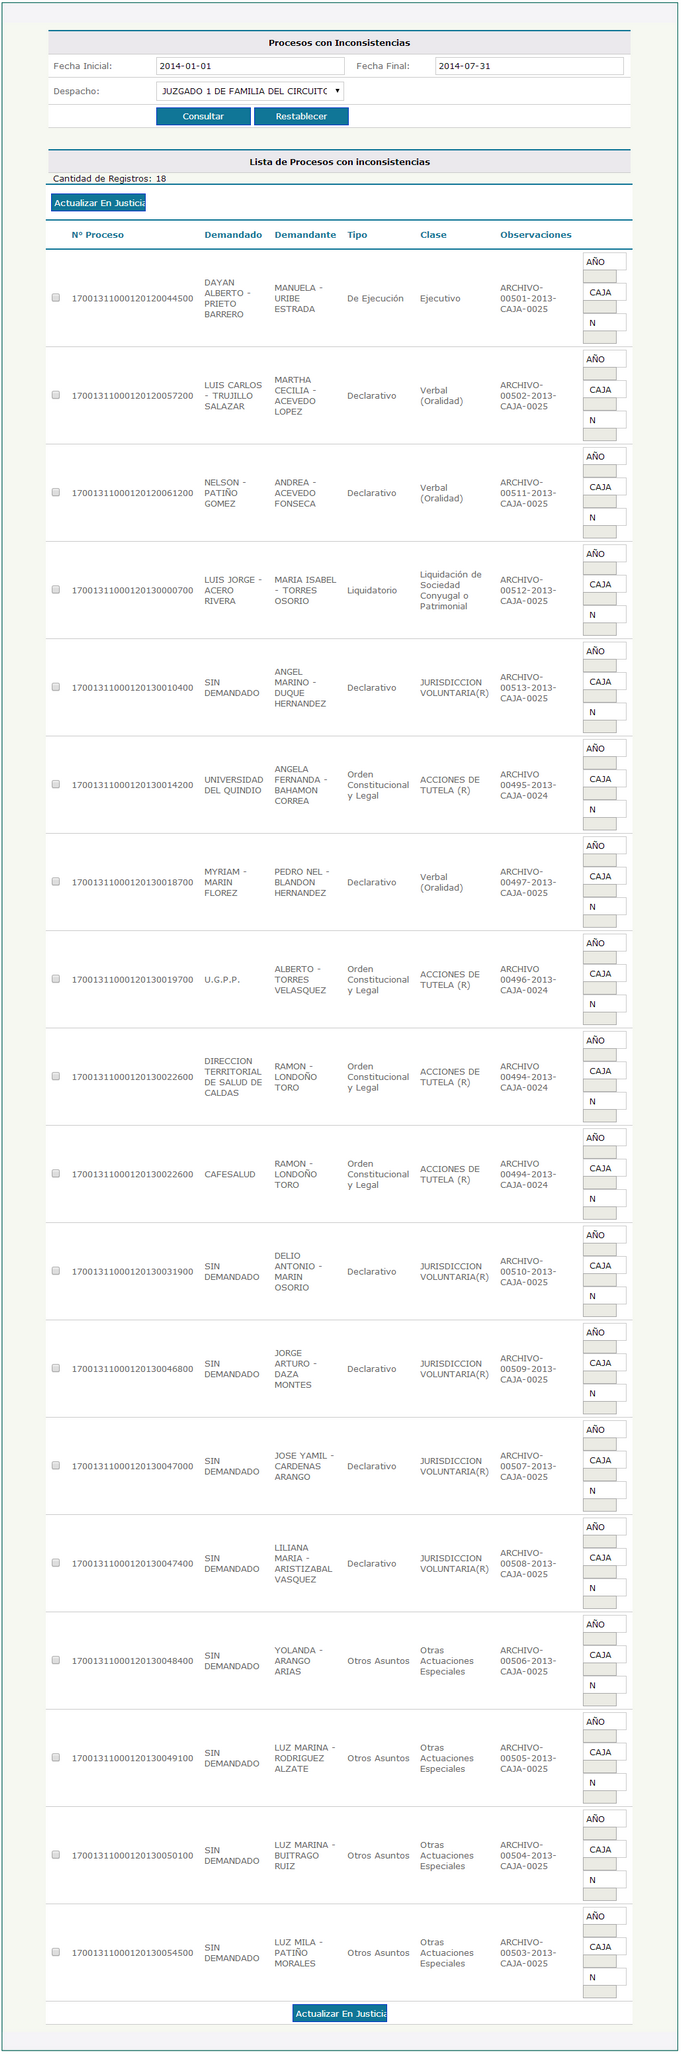 Procesos con Inconsistencias
Fecha Inicial: 2014-01-01 Fecha Final: 2014-07-31
Despacho: JUZGADO 1 DE FAMILIA DEL CIRCUITO
Consultar Restablecer
Lista de Procesos con inconsistencias
Cantidad de Registros: 18
Actualizar En Justicia
Nº Proceso Demandado Demandante Tipo Clase Observaciones
17001311000120120044500 DAYAN ALBERTO - PRIETO BARRERO MANUELA - URIBE ESTRADA De Ejecución Ejecutivo ARCHIVO-00501-2013-CAJA-0025 AÑO CAJA N
17001311000120120057200 LUIS CARLOS - TRUJILLO SALAZAR MARTHA CECILIA - ACEVEDO LOPEZ Declarativo Verbal (Oralidad) ARCHIVO-00502-2013-CAJA-0025 AÑO CAJA N
17001311000120120061200 NELSON - PATIÑO GOMEZ ANDREA - ACEVEDO FONSECA Declarativo Verbal (Oralidad) ARCHIVO-00511-2013-CAJA-0025 AÑO CAJA N
17001311000120130000700 LUIS JORGE - ACERO RIVERA MARIA ISABEL - TORRES OSORIO Liquidatorio Liquidación de Sociedad Conyugal o Patrimonial ARCHIVO-00512-2013-CAJA-0025 AÑO CAJA N
17001311000120130010400 SIN DEMANDADO ANGEL MARINO - DUQUE HERNANDEZ Declarativo JURISDICCION VOLUNTARIA(R) ARCHIVO-00513-2013-CAJA-0025 AÑO CAJA N
17001311000120130014200 UNIVERSIDAD DEL QUINDIO ANGELA FERNANDA - BAHAMON CORREA Orden Constitucional y Legal ACCIONES DE TUTELA (R) ARCHIVO 00495-2013-CAJA-0024 AÑO CAJA N
17001311000120130018700 MYRIAM - MARIN FLOREZ PEDRO NEL - BLANDON HERNANDEZ Declarativo Verbal (Oralidad) ARCHIVO-00497-2013-CAJA-0025 AÑO CAJA N
17001311000120130019700 U.G.P.P. ALBERTO - TORRES VELASQUEZ Orden Constitucional y Legal ACCIONES DE TUTELA (R) ARCHIVO 00496-2013-CAJA-0024 AÑO CAJA N
17001311000120130022600 DIRECCION TERRITORIAL DE SALUD DE CALDAS RAMON - LONDOÑO TORO Orden Constitucional y Legal ACCIONES DE TUTELA (R) ARCHIVO 00494-2013-CAJA-0024 AÑO CAJA N
17001311000120130022600 CAFESALUD RAMON - LONDOÑO TORO Orden Constitucional y Legal ACCIONES DE TUTELA (R) ARCHIVO 00494-2013-CAJA-0024 AÑO CAJA N
17001311000120130031900 SIN DEMANDADO DELIO ANTONIO - MARIN OSORIO Declarativo JURISDICCION VOLUNTARIA(R) ARCHIVO-00510-2013-CAJA-0025 AÑO CAJA N
17001311000120130046800 SIN DEMANDADO JORGE ARTURO - DAZA MONTES Declarativo JURISDICCION VOLUNTARIA(R) ARCHIVO-00509-2013-CAJA-0025 AÑO CAJA N
17001311000120130047000 SIN DEMANDADO JOSE YAMIL - CARDENAS ARANGO Declarativo JURISDICCION VOLUNTARIA(R) ARCHIVO-00507-2013-CAJA-0025 AÑO CAJA N
17001311000120130047400 SIN DEMANDADO LILIANA MARIA - ARISTIZABAL VASQUEZ Declarativo JURISDICCION VOLUNTARIA(R) ARCHIVO-00508-2013-CAJA-0025 AÑO CAJA N
17001311000120130048400 SIN DEMANDADO YOLANDA - ARANGO ARIAS Otros Asuntos Otras Actuaciones Especiales ARCHIVO-00506-2013-CAJA-0025 AÑO CAJA N
17001311000120130049100 SIN DEMANDADO LUZ MARINA - RODRIGUEZ ALZATE Otros Asuntos Otras Actuaciones Especiales ARCHIVO-00505-2013-CAJA-0025 AÑO CAJA N
17001311000120130050100 SIN DEMANDADO LUZ MARINA - BUITRAGO RUIZ Otros Asuntos Otras Actuaciones Especiales ARCHIVO-00504-2013-CAJA-0025 AÑO CAJA N
17001311000120130054500 SIN DEMANDADO LUZ MILA - PATIÑO MORALES Otros Asuntos Otras Actuaciones Especiales ARCHIVO-00503-2013-CAJA-0025 AÑO CAJA N
Actualizar En Justicia